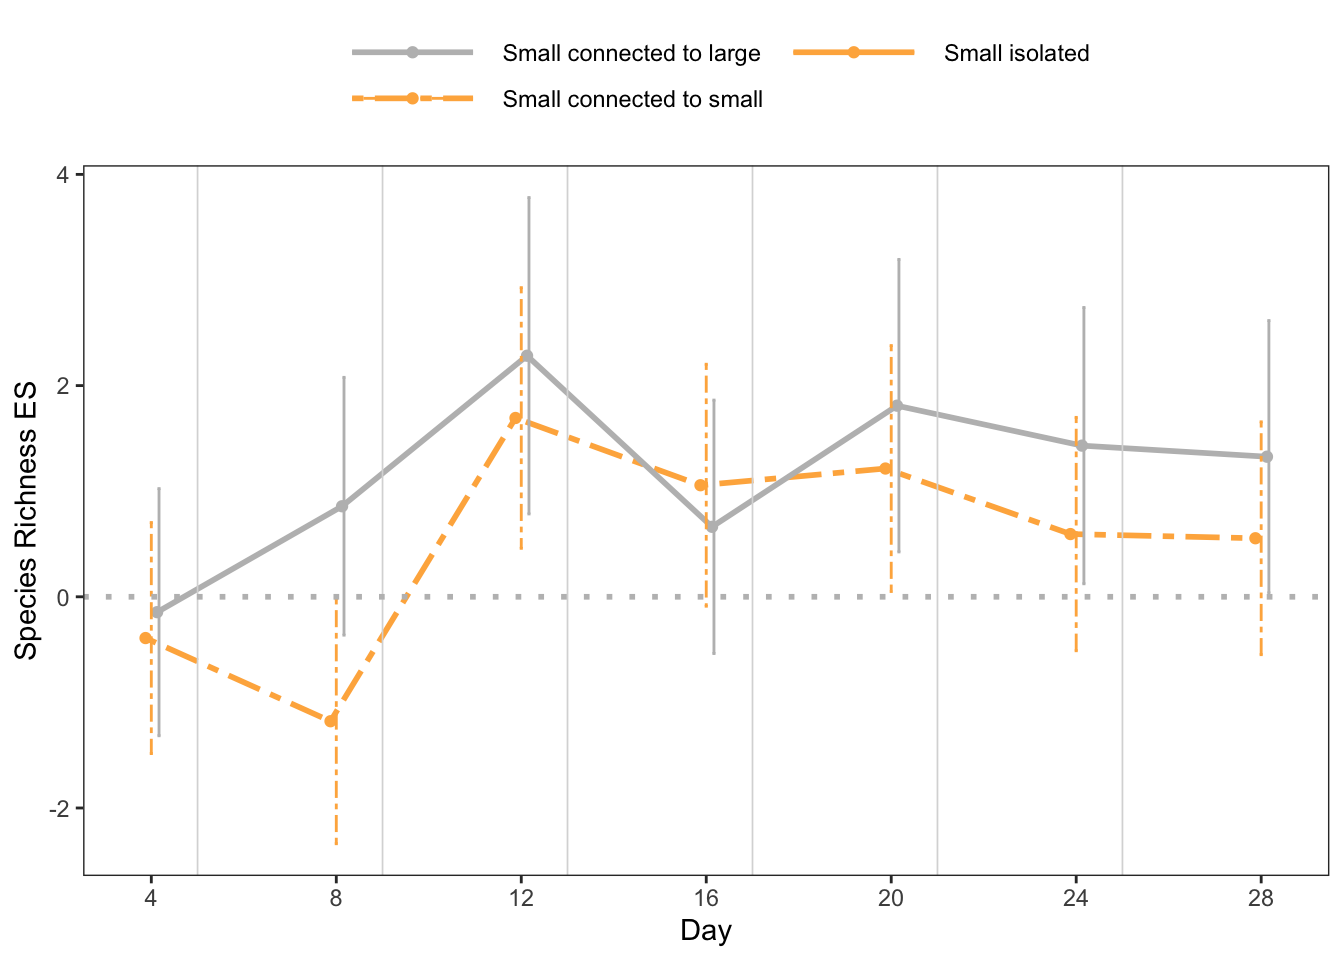 Small connected to large
Small isolated
Small connected to small
Species Richness ES
4
2
0
-2
4
8
12
16
20
24
28
Day